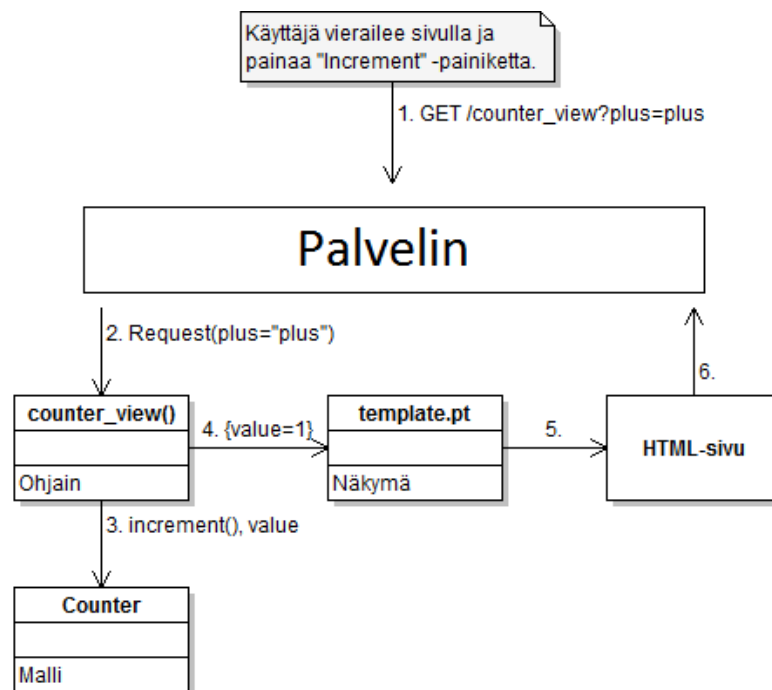 Käyttäjä vierailee sivulla ja
painaa "Increment" -painiketta.
1. GET /counter_view?plus=plus
Palvelin
2. Request(plus="plus")
6.
counter_view()
Ohjain
4. {value=1}
template.pt
Näkymä
5.
HTML-sivu
3. increment(), value
Counter
Malli